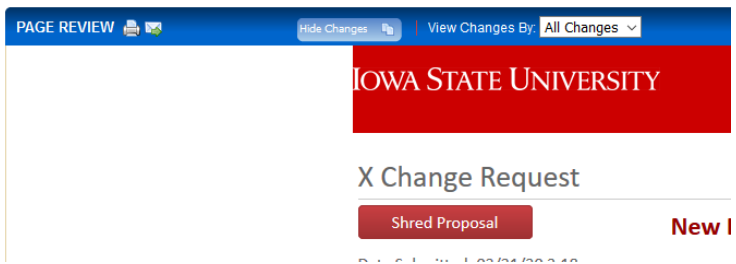 PAGE REVIEW Hide Changes View Changes By: All Changes
IOWA STATE UNIVERSITY
X Change Request
Shred Proposal New